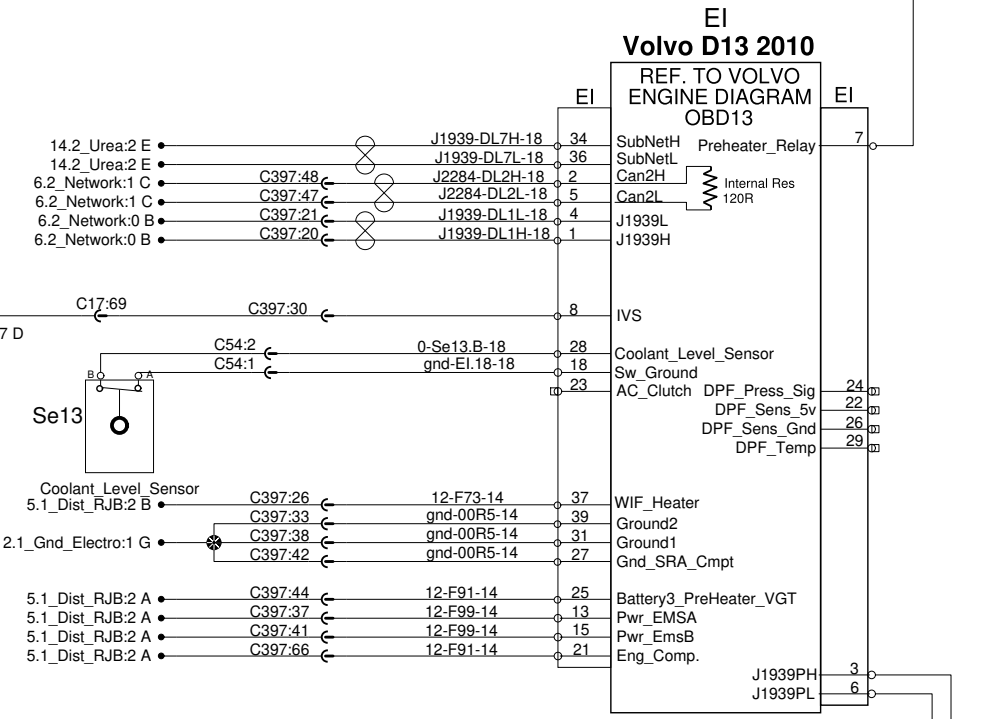 EI
Volvo D13 2010
REF. TO VOLVO
ENGINE DIAGRAM
OBD13
EI
EI
14.2_Urea:2 E J1939-DL7H-18 34 SubNetH Preheater_Relay 7
14.2_Urea:2 E J1939-DL7L-18 36 SubNetL
6.2_Network:1 C C397:48 J2284-DL2H-18 2 Can2H Internal Res
6.2_Network:1 C C397:47 J2284-DL2L-18 5 Can2L 120R
6.2_Network:0 B C397:21 J1939-DL1L-18 4 J1939L
6.2_Network:0 B C397:20 J1939-DL1H-18 1 J1939H
C17:69 C397:30 8 IVS
7 D
C54:2 0-Se13.B-18 28 Coolant_Level_Sensor
C54:1 gnd-EI.18-18 18 Sw_Ground
B A
23 AC_Clutch DPF_Press_Sig 24
DPF_Sens_5v 22
Se13
DPF_Sens_Gnd 26
DPF_Temp 29
Coolant_Level_Sensor
5.1_Dist_RJB:2 B C397:26 12-F73-14 37 WIF_Heater
C397:33 gnd-00R5-14 39 Ground2
2.1_Gnd_Electro:1 G C397:38 gnd-00R5-14 31 Ground1
C397:42 gnd-00R5-14 27 Gnd_SRA_Cmpt
5.1_Dist_RJB:2 A C397:44 12-F91-14 25 Battery3_PreHeater_VGT
5.1_Dist_RJB:2 A C397:37 12-F99-14 13 Pwr_EMSA
5.1_Dist_RJB:2 A C397:41 12-F99-14 15 Pwr_EmsB
5.1_Dist_RJB:2 A C397:66 12-F91-14 21 Eng_Comp.
J1939PH 3
J1939PL 6